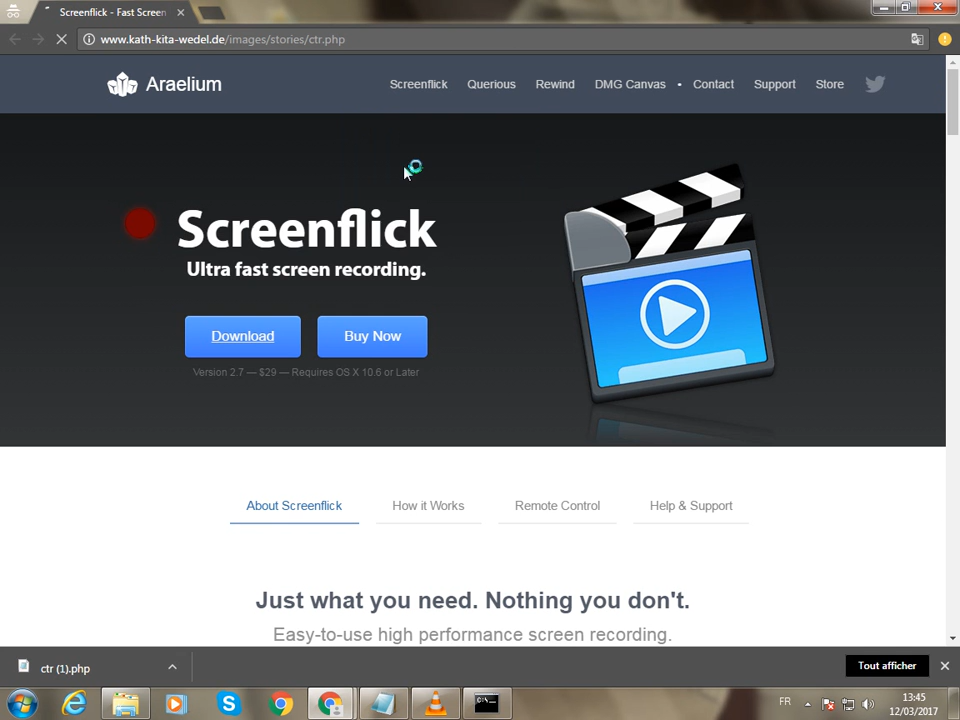 Screenflick - Fast Screen
www.kath-kita-wedel.de/images/stories/ctr.php
Araelium
Screenflick
Querious
Rewind
DMG Canvas
•
Contact
Support
Store
Screenflick
Ultra fast screen recording.
Download
Buy Now
Version 2.7 — $29 — Requires OS X 10.6 or Later
About Screenflick
How it Works
Remote Control
Help & Support
Just what you need. Nothing you don't.
Easy-to-use high performance screen recording.
ctr (1).php
Tout afficher
FR
13:45
12/03/2017